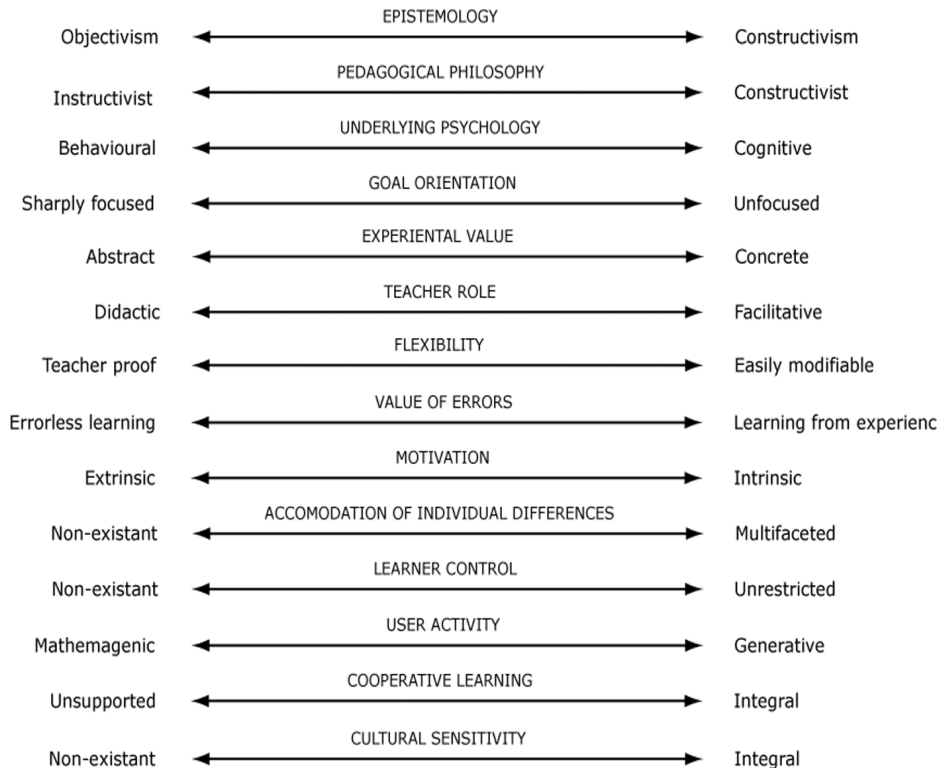 EPISTEMOLOGY
Objectivism Constructivism
PEDAGOGICAL PHILOSOPHY
Instructivist Constructivist
UNDERLYING PSYCHOLOGY
Behavioural Cognitive
GOAL ORIENTATION
Sharply focused Unfocused
EXPERIENTAL VALUE
Abstract Concrete
TEACHER ROLE
Didactic Facilitative
FLEXIBILITY
Teacher proof Easily modifiable
VALUE OF ERRORS
Errorless learning Learning from experienc
MOTIVATION
Extrinsic Intrinsic
ACCOMODATION OF INDIVIDUAL DIFFERENCES
Non-existant Multifaceted
LEARNER CONTROL
Non-existant Unrestricted
USER ACTIVITY
Mathemagenic Generative
COOPERATIVE LEARNING
Unsupported Integral
CULTURAL SENSITIVITY
Non-existant Integral